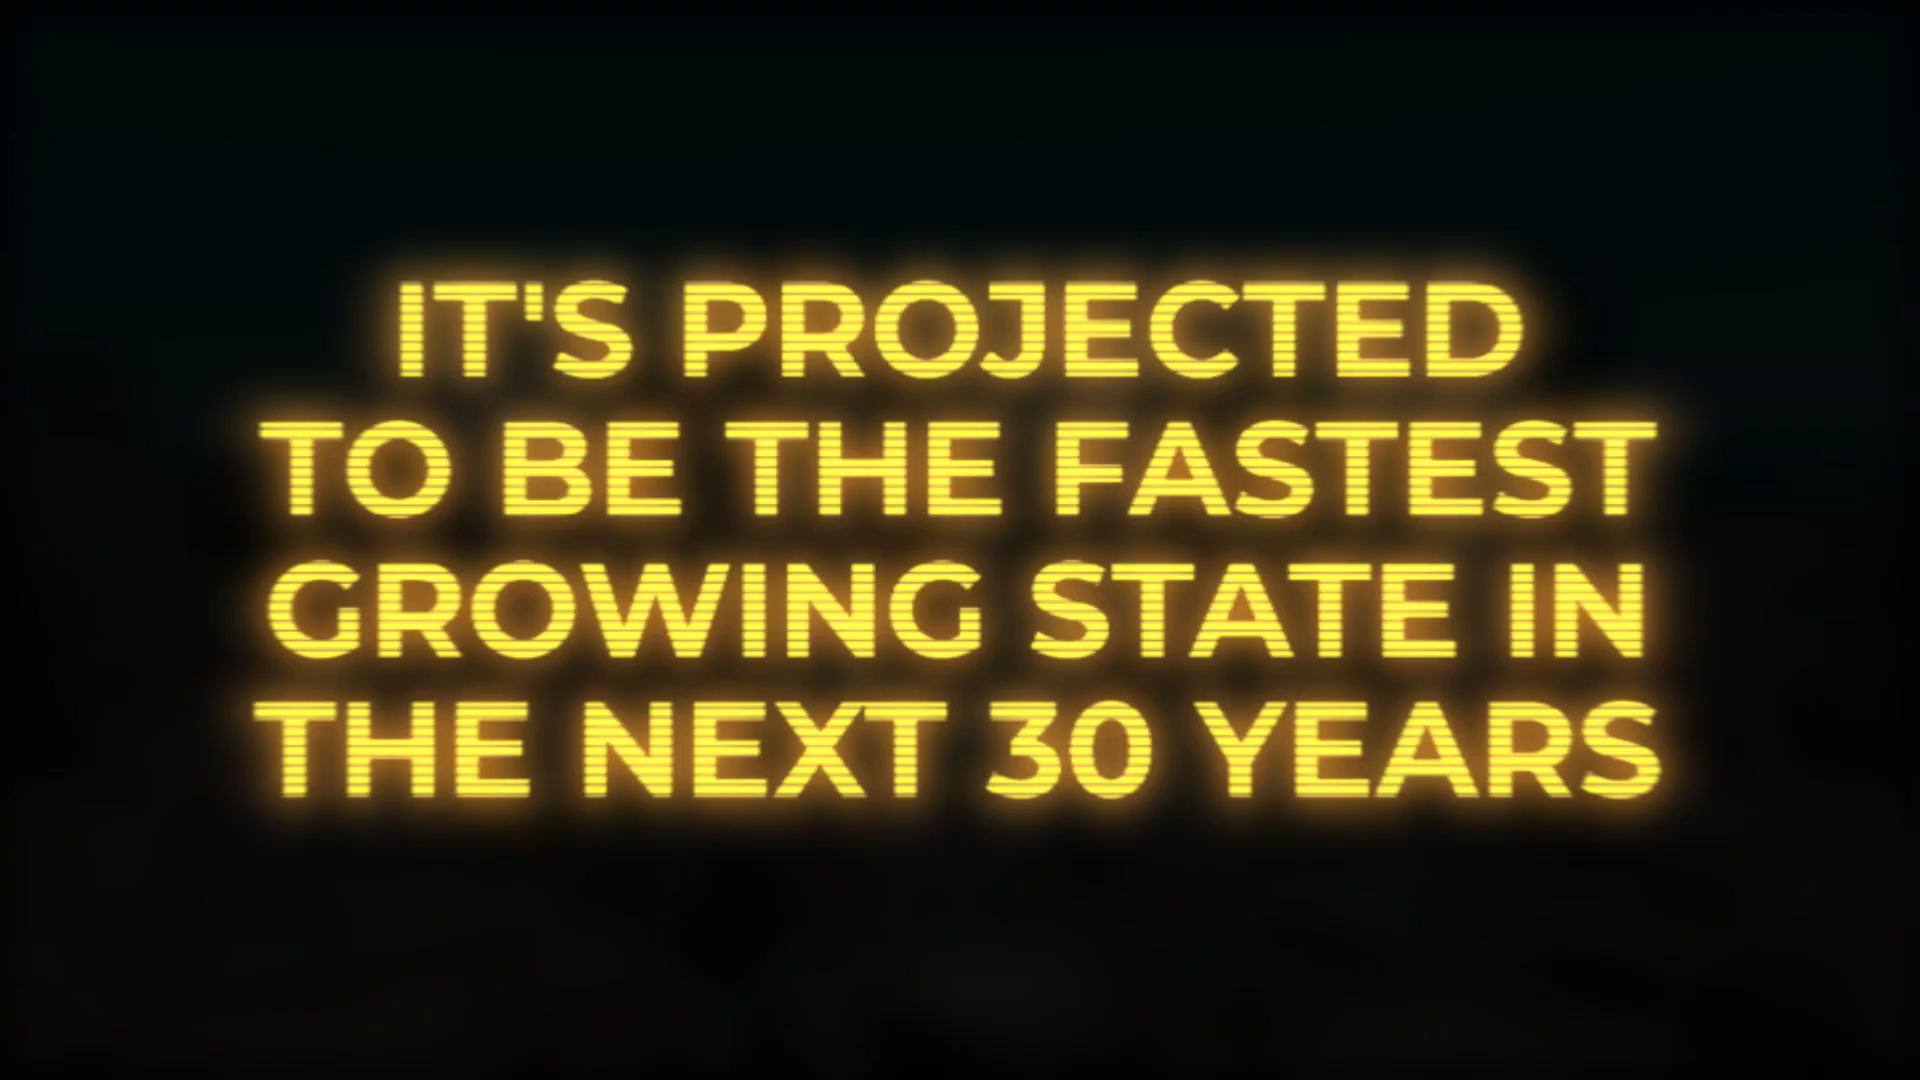 IT'S PROJECTED
TO BE THE FASTEST
GROWING STATE IN
THE NEXT 30 YEARS